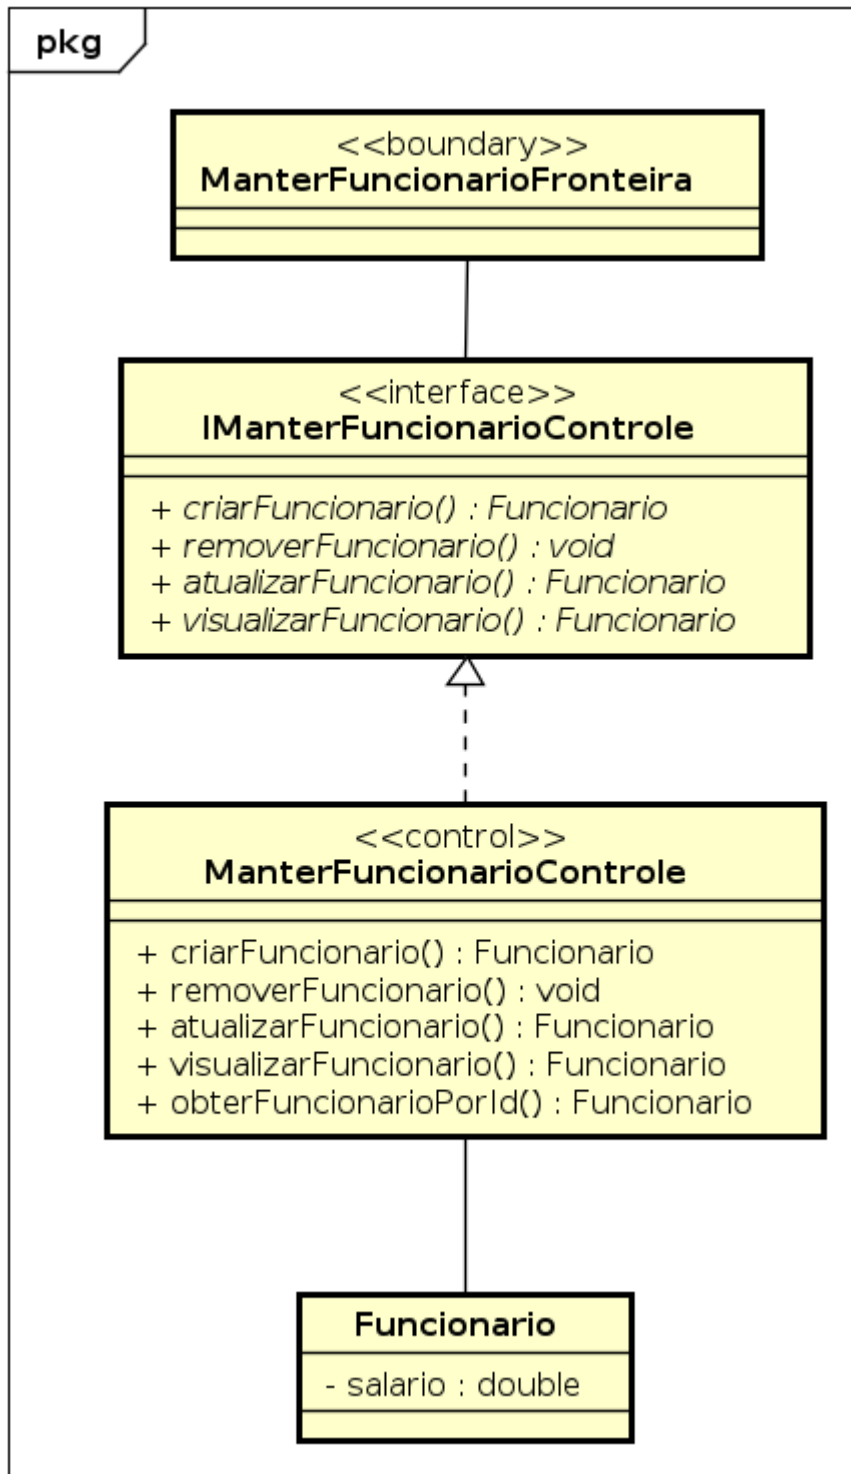 pkg
<<boundary>>
ManterFuncionarioFronteira
<<interface>>
IManterFuncionarioControle
+ criarFuncionario() : Funcionario
+ removerFuncionario() : void
+ atualizarFuncionario() : Funcionario
+ visualizarFuncionario() : Funcionario
<<control>>
ManterFuncionarioControle
+ criarFuncionario() : Funcionario
+ removerFuncionario() : void
+ atualizarFuncionario() : Funcionario
+ visualizarFuncionario() : Funcionario
+ obterFuncionarioPorId() : Funcionario
Funcionario
- salario : double